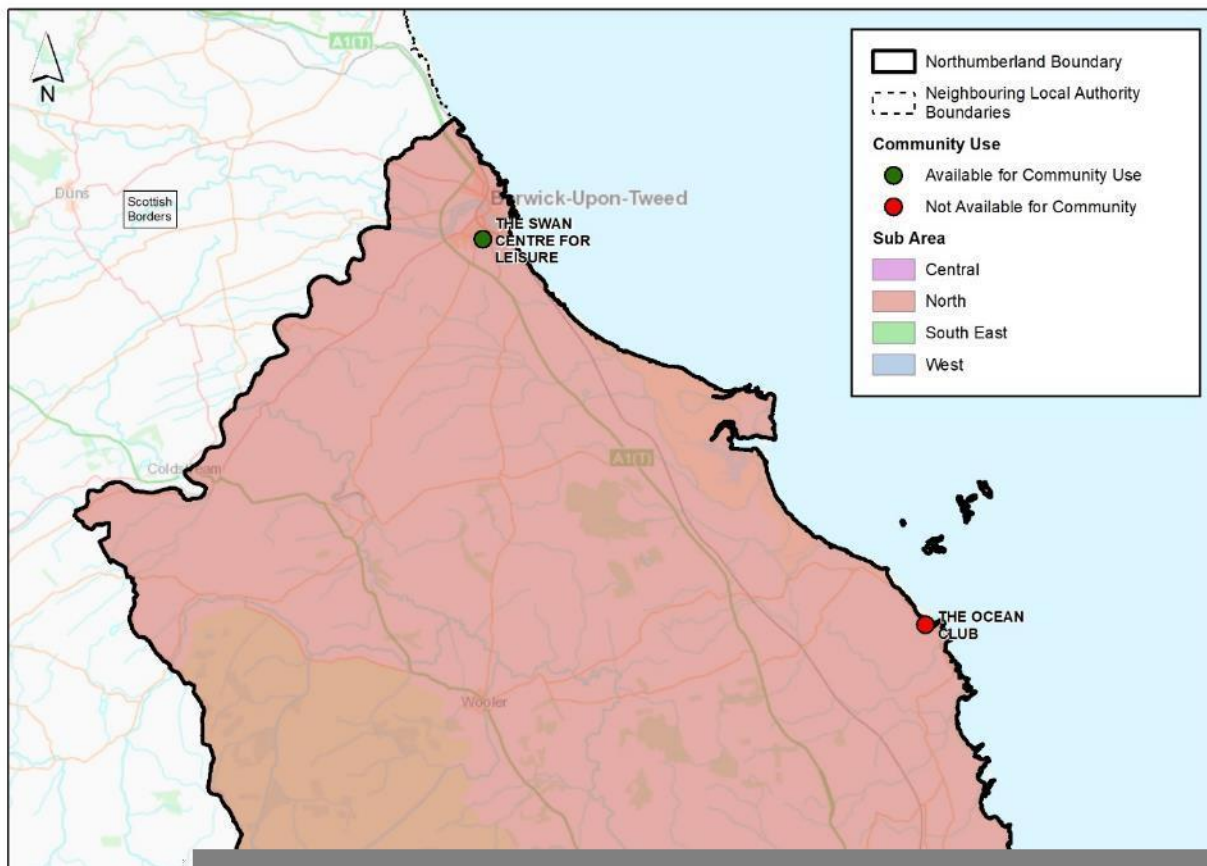 A1(T)
N
Duns
Scottish
Borders
Berwick-Upon-Tweed
THE SWAN
CENTRE FOR
LEISURE
Coldstream
A1(T)
THE OCEAN
CLUB
Wooler
Northumberland Boundary
Neighbouring Local Authority
Boundaries
Community Use
Available for Community Use
Not Available for Community
Sub Area
Central
North
South East
West